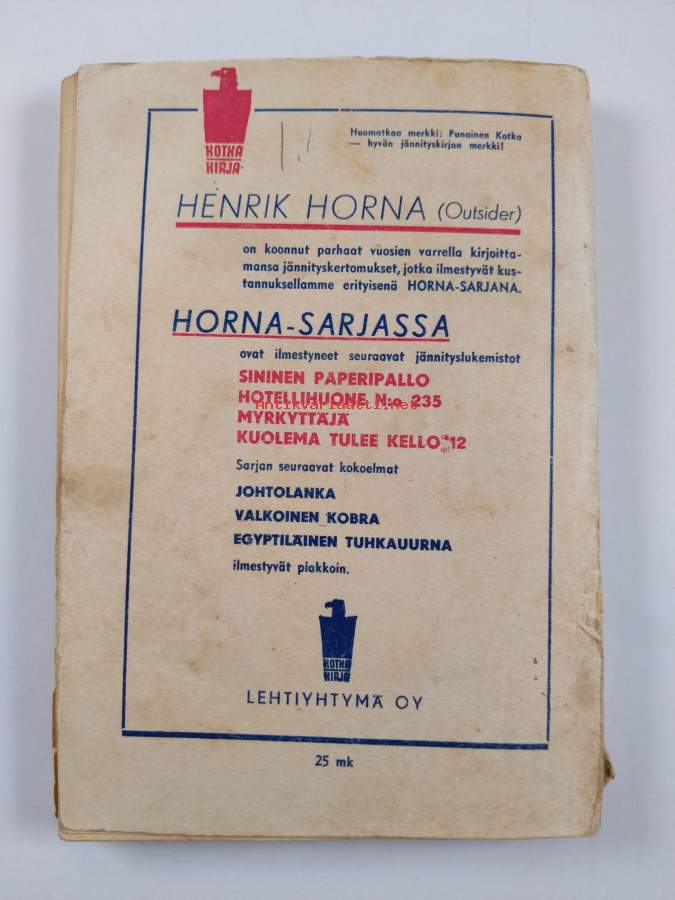 KOTKA
KIRJA
Huomatkaa merkki: Punainen Kotka
— hyvän jännityskirjan merkki!
HENRIK HORNA (Outsider)
on koonnut parhaat vuosien varrella kirjoitta-
mansa jännityskertomukset, jotka ilmestyvät kus-
tannuksellamme erityisenä HORNA-SARJANA.
HORNA-SARJASSA
ovat ilmestyneet seuraavat jännityslukemistot
SININEN PAPERIPALLO
HOTELLIHUONE N:o 235
Antikvariaatti.net
MYRKYTTÄJÄ
KUOLEMA TULEE KELLO 12
Sarjan seuraavat kokoelmat
JOHTOLANKA
VALKOINEN KOBRA
EGYPTILÄINEN TUHKAUURNA
ilmestyvät piakkoin.
KOTKA
KIRJA
LEHTIYHTYMÄ OY
25 mk